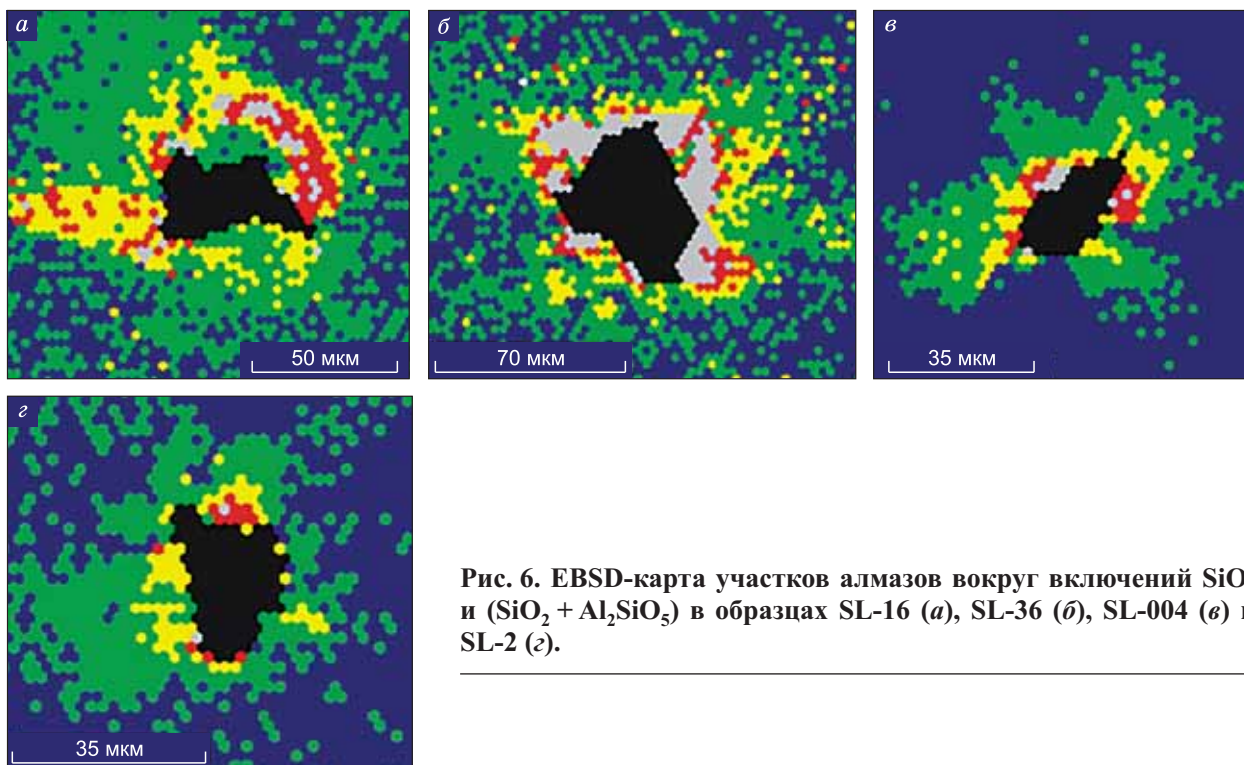 а
б
в
50 мкм
70 мкм
35 мкм
г
35 мкм
Рис. 6. EBSD-карта участков алмазов вокруг включений SiO
и (SiO₂ + Al₂SiO₅) в образцах SL-16 (а), SL-36 (б), SL-004 (в)
SL-2 (г).